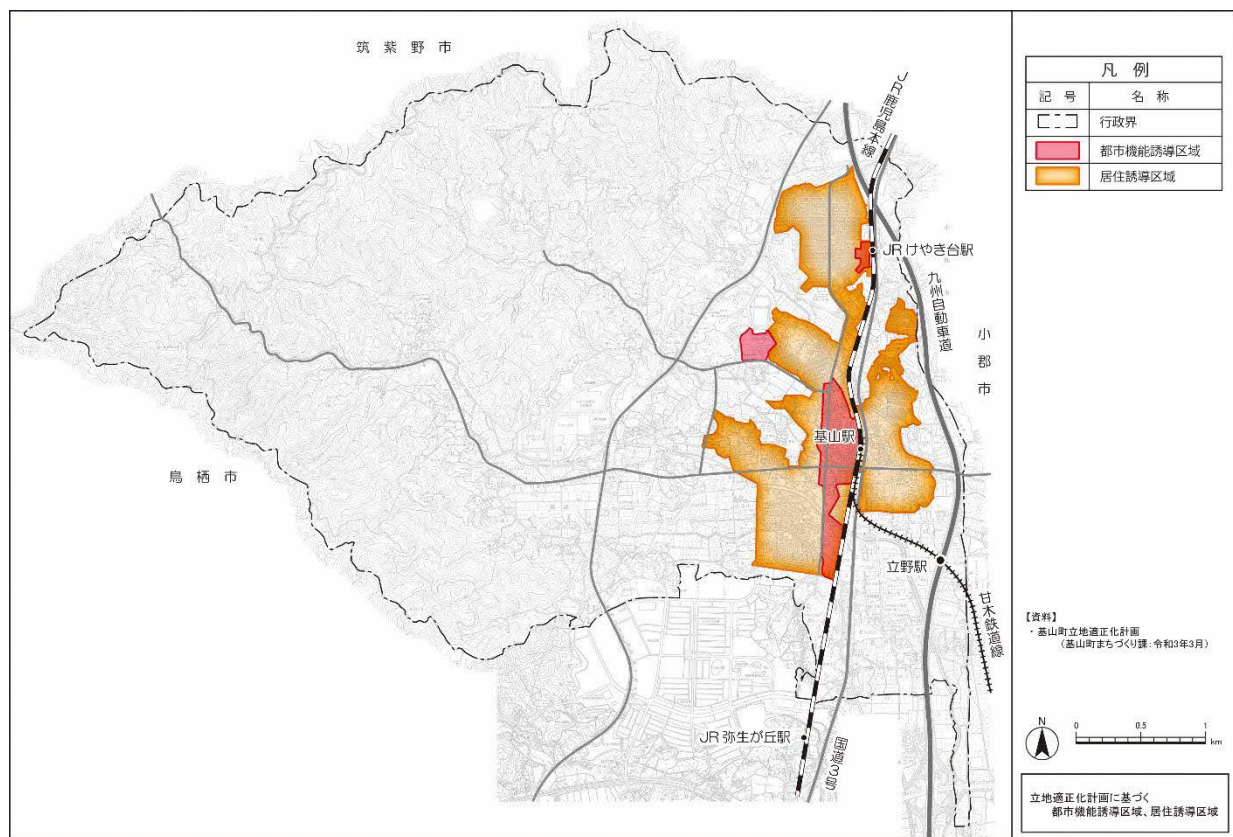 筑紫野市
JR鹿児島本線
JRけやき台駅
九州自動車道
小郡市
基山駅
鳥栖市
立野駅
甘木鉄道線
JR弥生が丘駅
国道3号
凡例
記号 名称
行政界
都市機能誘導区域
居住誘導区域
【資料】
・基山町立地適正化計画
(基山町まちづくり課:令和3年3月)
N
0 0.5 1
km
立地適正化計画に基づく
都市機能誘導区域、居住誘導区域